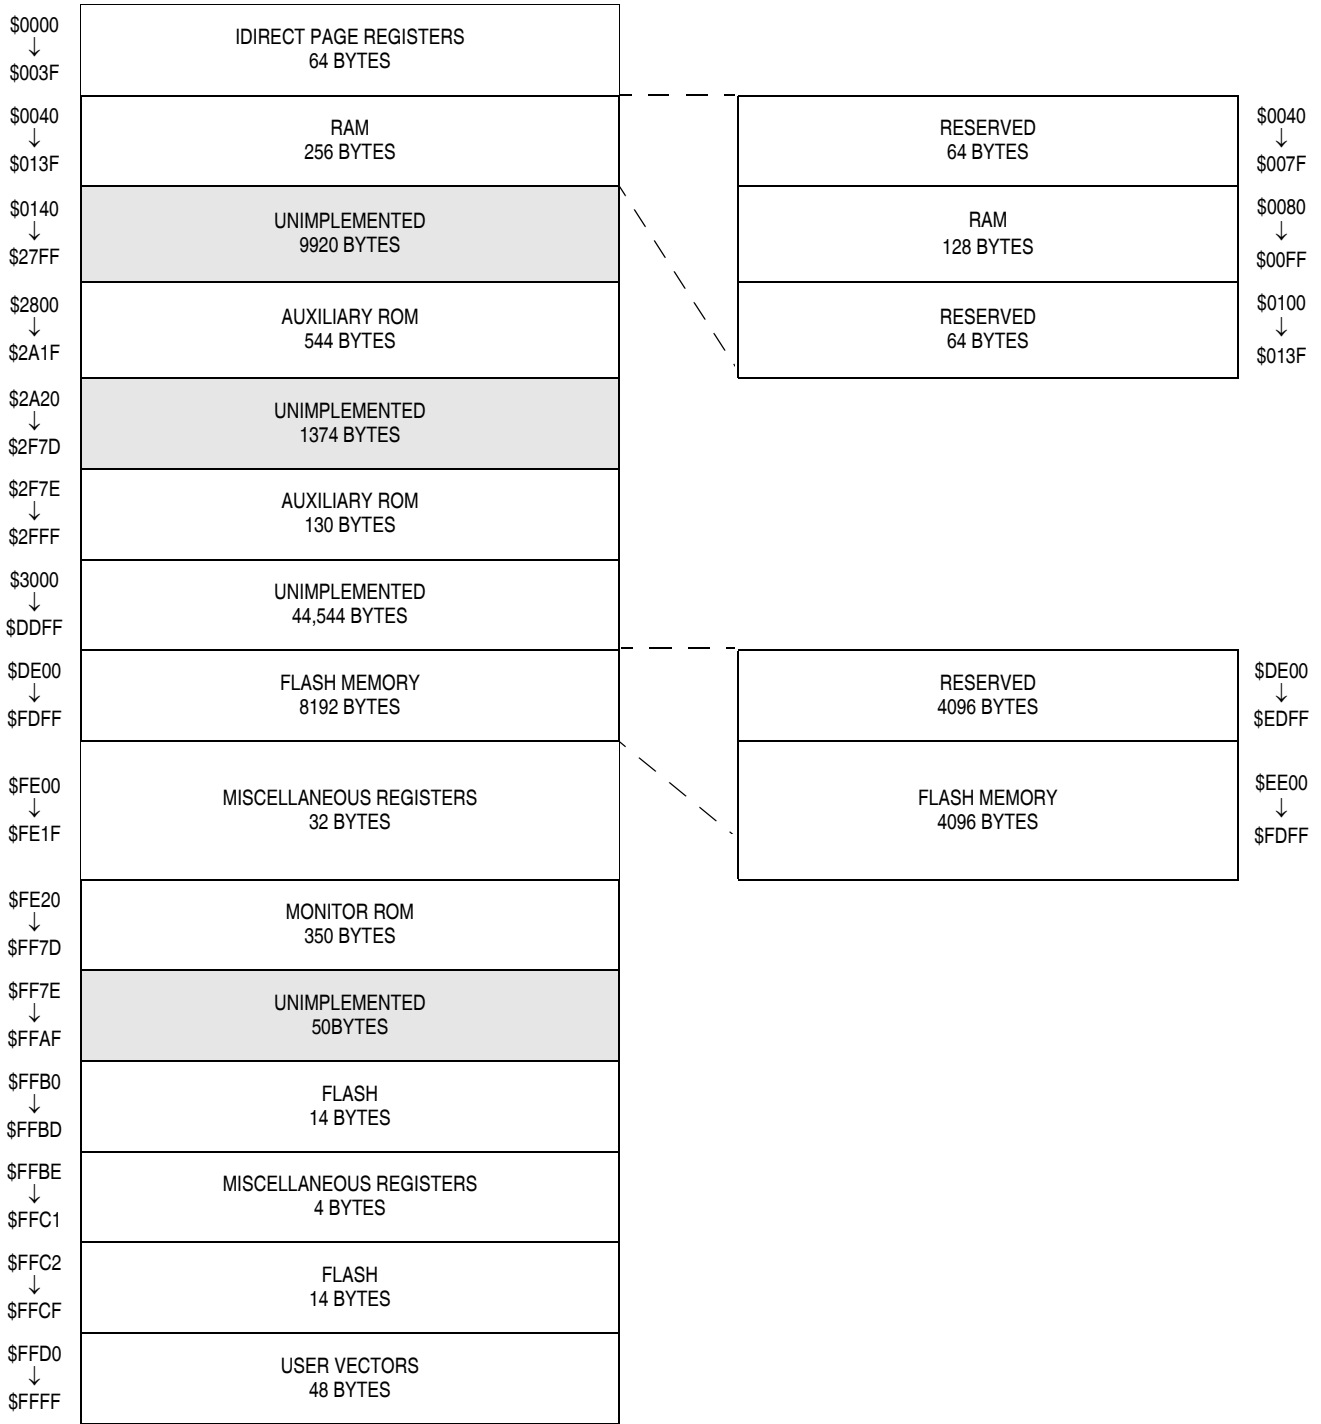 $0000
↓
$003F
IDIRECT PAGE REGISTERS
64 BYTES
$0040
↓
$013F
RAM
256 BYTES
$0140
↓
$27FF
UNIMPLEMENTED
9920 BYTES
$2800
↓
$2A1F
AUXILIARY ROM
544 BYTES
$2A20
↓
$2F7D
UNIMPLEMENTED
1374 BYTES
$2F7E
↓
$2FFF
AUXILIARY ROM
130 BYTES
$3000
↓
$DDFF
UNIMPLEMENTED
44,544 BYTES
$DE00
↓
$FDFF
FLASH MEMORY
8192 BYTES
$FE00
↓
$FE1F
MISCELLANEOUS REGISTERS
32 BYTES
$FE20
↓
$FF7D
MONITOR ROM
350 BYTES
$FF7E
↓
$FFAF
UNIMPLEMENTED
50BYTES
$FFB0
↓
$FFBD
FLASH
14 BYTES
$FFBE
↓
$FFC1
MISCELLANEOUS REGISTERS
4 BYTES
$FFC2
↓
$FFCF
FLASH
14 BYTES
$FFD0
↓
$FFFF
USER VECTORS
48 BYTES
RESERVED
64 BYTES
$0040
↓
$007F
RAM
128 BYTES
$0080
↓
$00FF
RESERVED
64 BYTES
$0100
↓
$013F
RESERVED
4096 BYTES
$DE00
↓
$EDFF
FLASH MEMORY
4096 BYTES
$EE00
↓
$FDFF